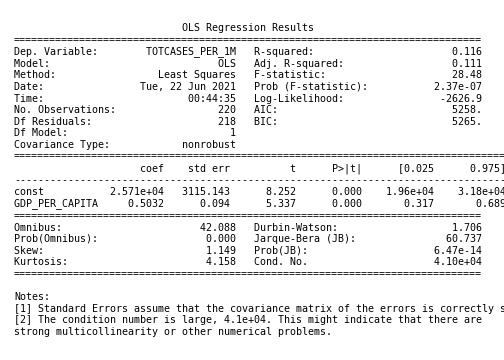 OLS Regression Results
==============================================================================
Dep. Variable: TOTCASES_PER_1M R-squared: 0.116
Model: OLS Adj. R-squared: 0.111
Method: Least Squares F-statistic: 28.48
Date: Tue, 22 Jun 2021 Prob (F-statistic): 2.37e-07
Time: 00:44:35 Log-Likelihood: -2626.9
No. Observations: 220 AIC: 5258.
Df Residuals: 218 BIC: 5265.
Df Model: 1
Covariance Type: nonrobust
==============================================================================
coef std err t P>|t| [0.025 0.975]
----------------------------------------------------------------------------------
const 2.571e+04 3115.143 8.252 0.000 1.96e+04 3.18e+04
GDP_PER_CAPITA 0.5032 0.094 5.337 0.000 0.317 0.689
==============================================================================
Omnibus: 42.088 Durbin-Watson: 1.706
Prob(Omnibus): 0.000 Jarque-Bera (JB): 60.737
Skew: 1.149 Prob(JB): 6.47e-14
Kurtosis: 4.158 Cond. No. 4.10e+04
==============================================================================
Notes:
[1] Standard Errors assume that the covariance matrix of the errors is correctly s
[2] The condition number is large, 4.1e+04. This might indicate that there are
strong multicollinearity or other numerical problems.